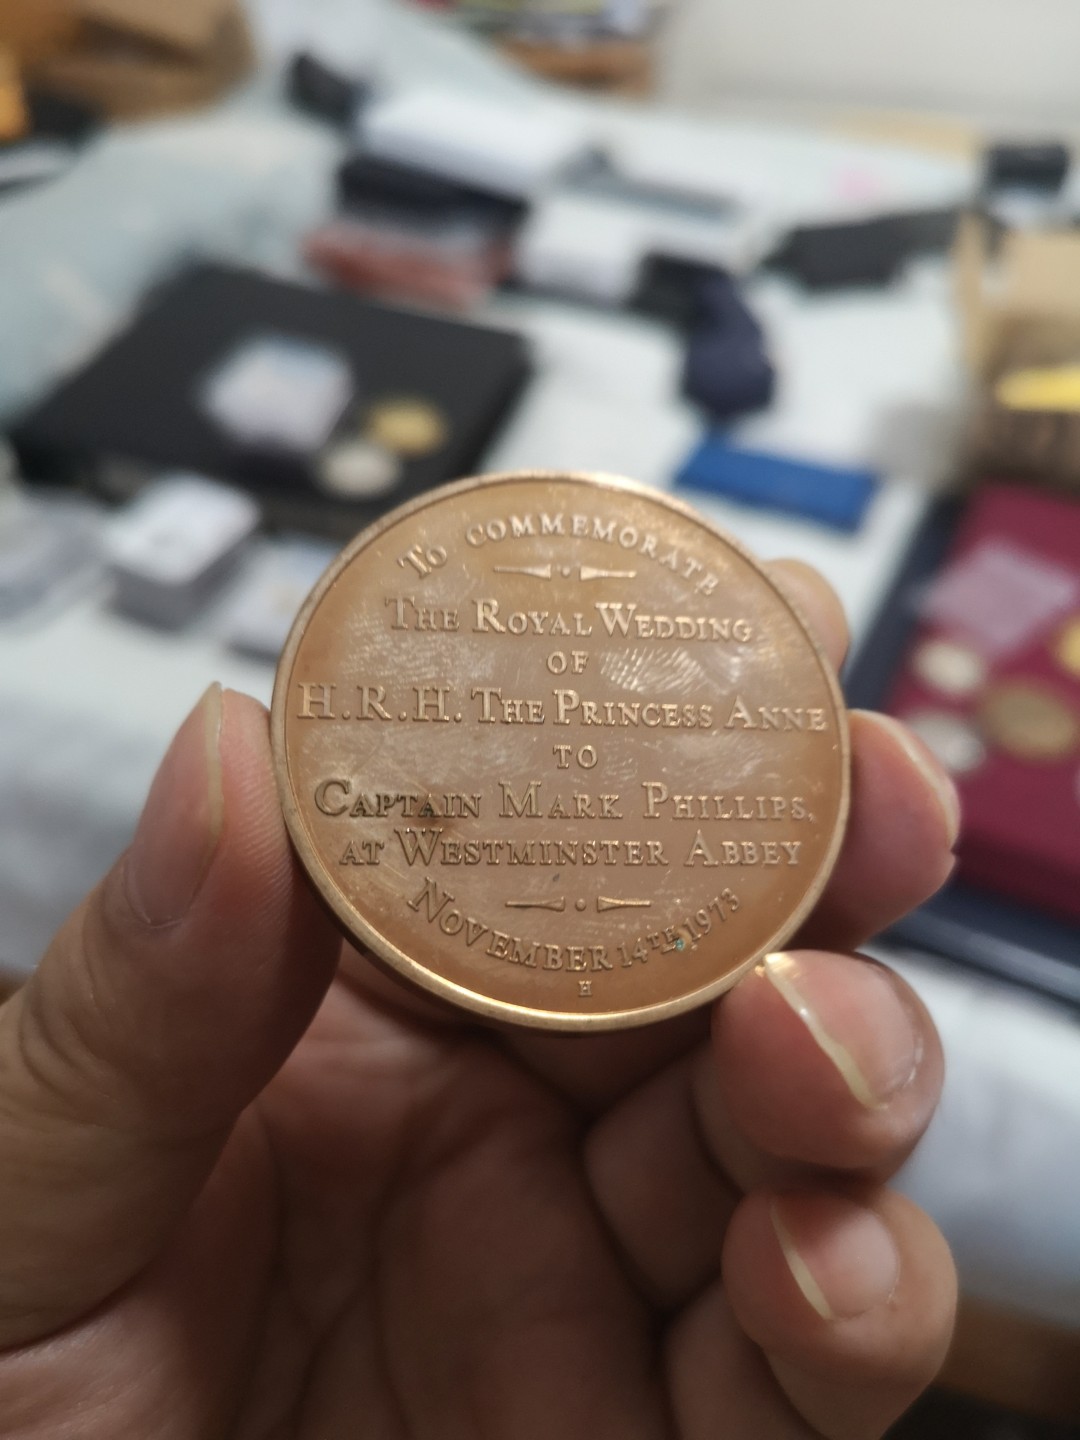 To COMMEMORATE
THE ROYAL WEDDING
OF
H.R.H. THE PRINCESS ANNE
TO
CAPTAIN MARK PHILLIPS,
AT WESTMINSTER ABBEY
NOVEMBER 14TH 1973
H